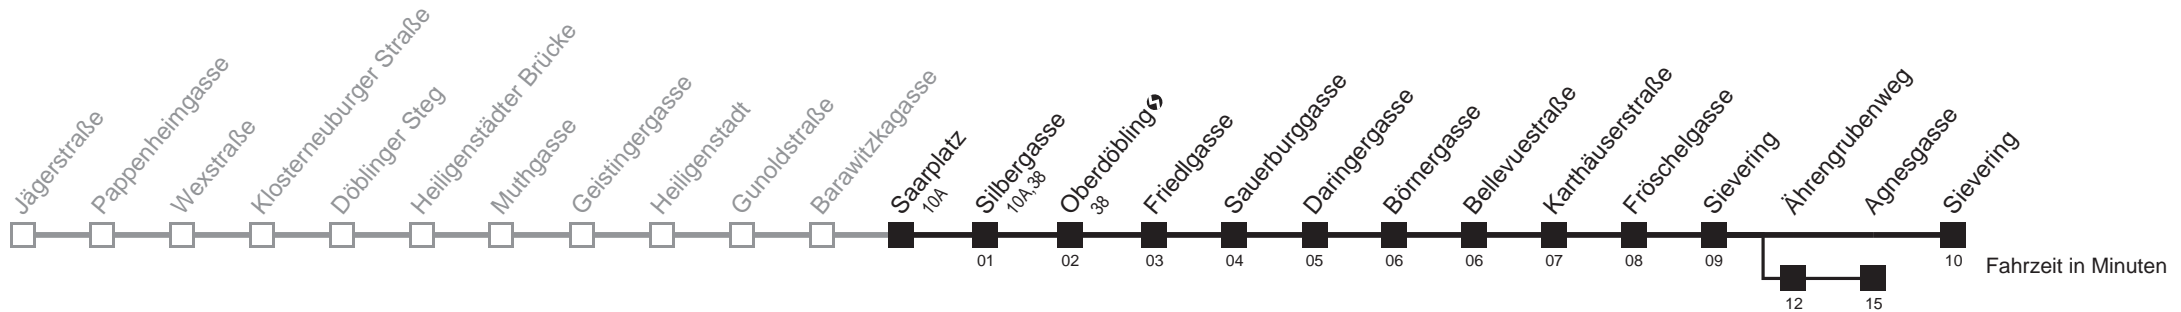 Jägerstraße
Pappenheimgasse
Wexstraße
Klosterneuburger Straße
Döblinger Steg
Heiligenstädter Brücke
Muthgasse
Geistingergasse
Heiligenstadt
Gunoldstraße
Barawitzkagasse
Saarplatz
10A
Silbergasse
10A,38
Oberdöbling
38
Friedlgasse
Sauerburggasse
Daringergasse
Börnergasse
Bellevuestraße
Karthäuserstraße
Fröschelgasse
Sievering
Ährengrubenweg
Agnesgasse
Sievering
01 02 03 04 05 06 06 07 08 09 10
Fahrzeit in Minuten
12 15